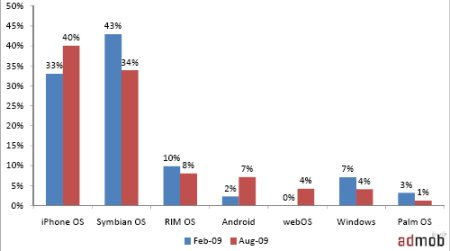 50%
45%
40%
35%
30%
25%
20%
15%
10%
5%
0%
33% 40% 43% 34% 10% 8% 2% 7% 0% 4% 7% 4% 3% 1%
iPhone OS Symbian OS RIM OS Android webOS Windows Palm OS
Feb-09 Aug-09
admob